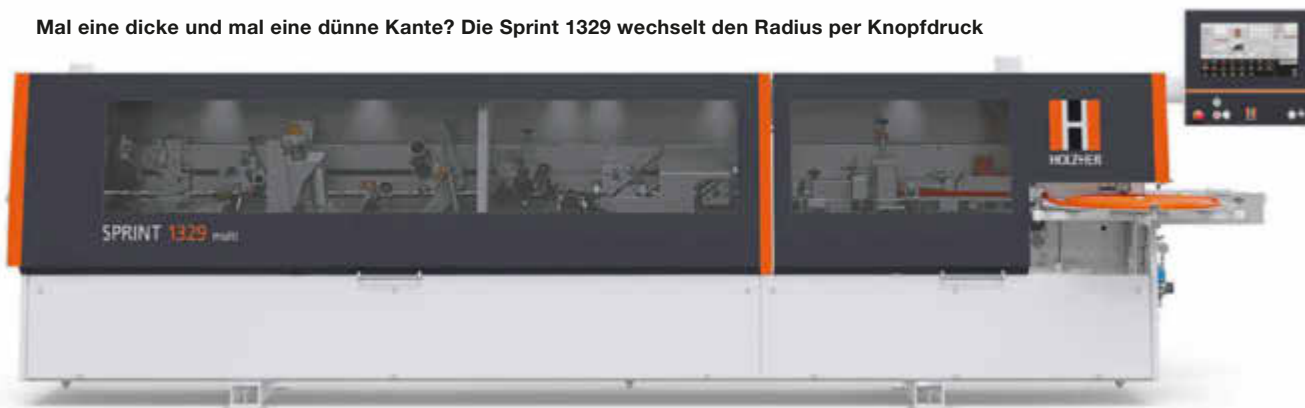 Mal eine dicke und mal eine dünne Kante? Die Sprint 1329 wechselt den Radius per Knopfdruck
HOLZHER
SPRINT 1329 multi